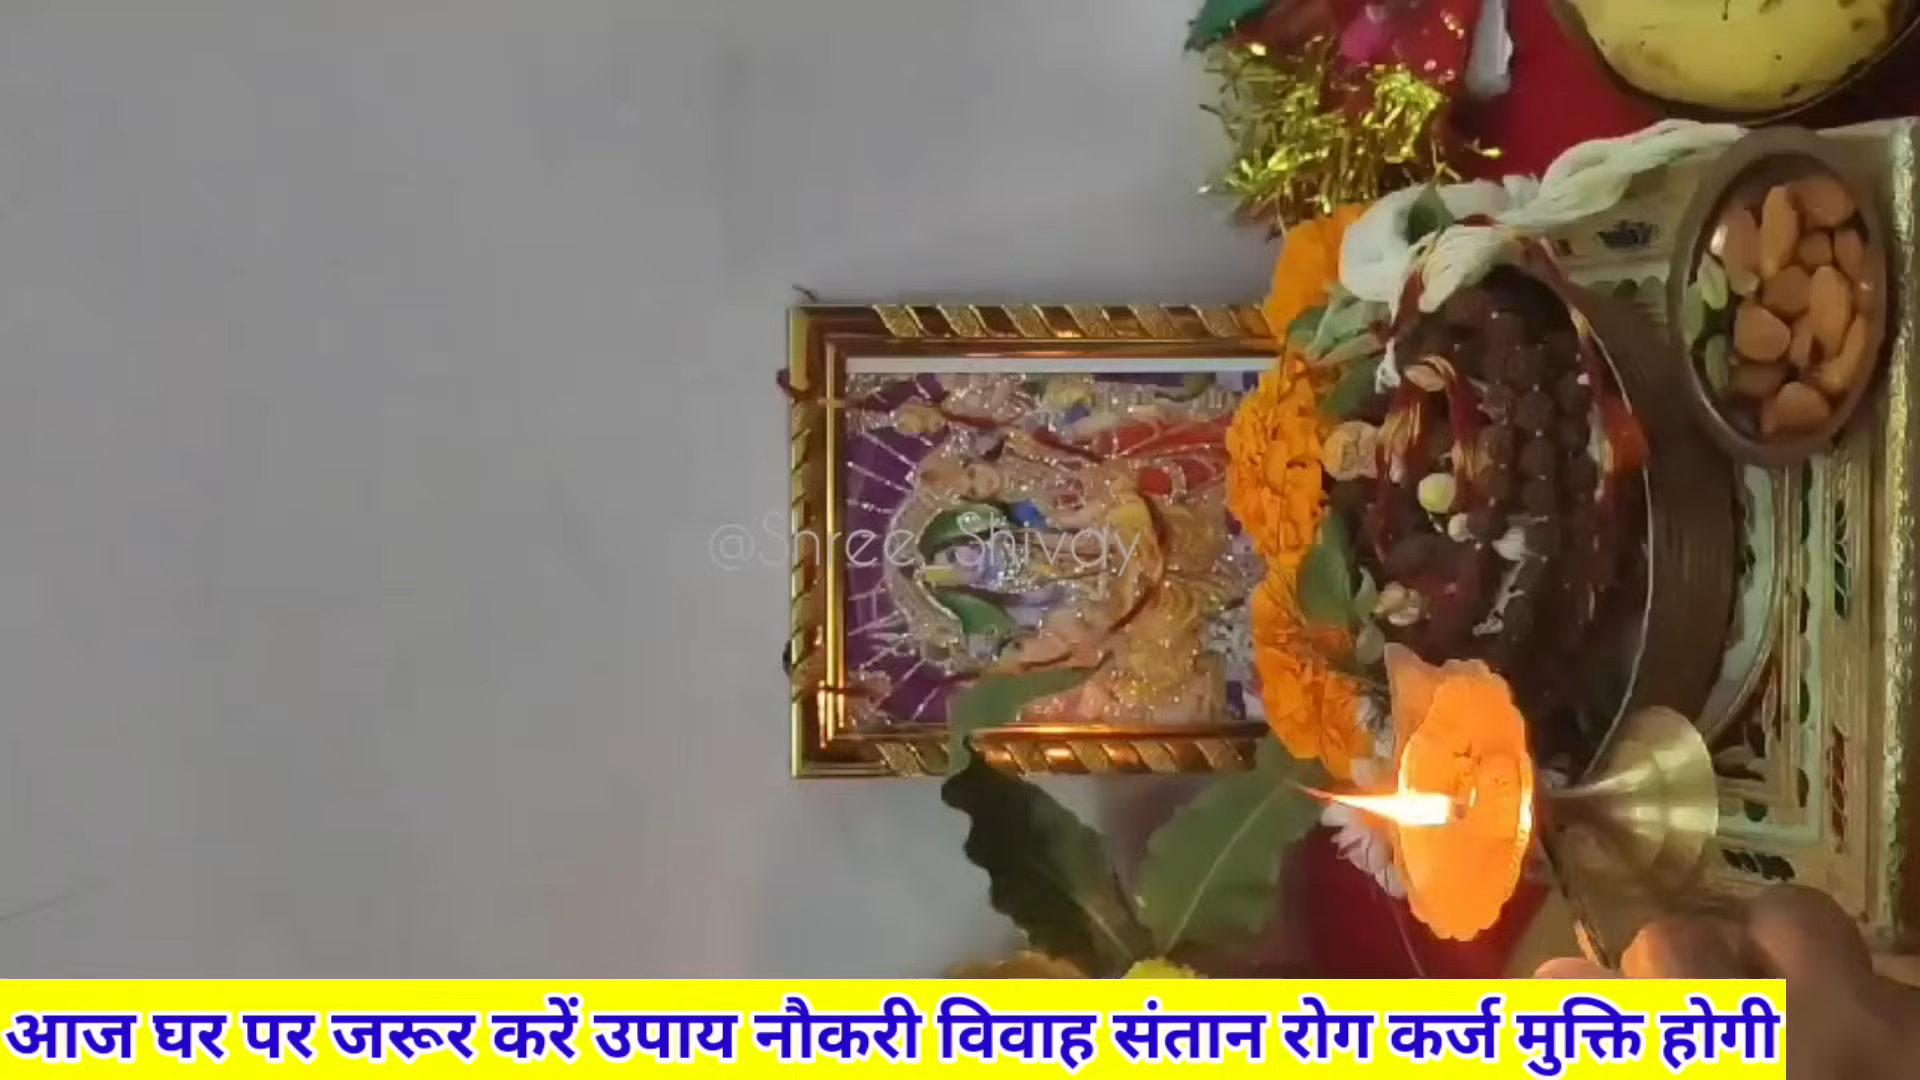 @Shree_Shivay
आज घर पर जरूर करें उपाय नौकरी विवाह संतान रोग कर्ज मुक्ति होगी